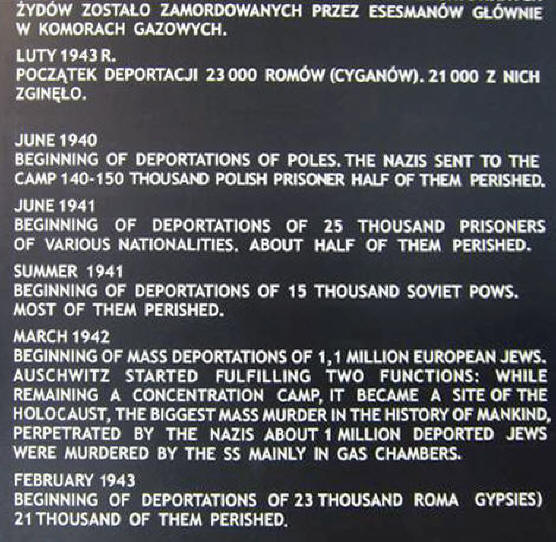 ŻYDÓW ZOSTAŁO ZAMORDOWANYCH PRZEZ ESESMANÓW GŁÓWNIE
W KOMORACH GAZOWYCH.
LUTY 1943 R.
POCZĄTEK DEPORTACJI 23 000 ROMÓW (CYGANÓW). 21 000 Z NICH
ZGINĘŁO.
JUNE 1940
BEGINNING OF DEPORTATIONS OF POLES. THE NAZIS SENT TO THE
CAMP 140-150 THOUSAND POLISH PRISONER HALF OF THEM PERISHED.
JUNE 1941
BEGINNING OF DEPORTATIONS OF 25 THOUSAND PRISONERS
OF VARIOUS NATIONALITIES. ABOUT HALF OF THEM PERISHED.
SUMMER 1941
BEGINNING OF DEPORTATIONS OF 15 THOUSAND SOVIET POWS.
MOST OF THEM PERISHED.
MARCH 1942
BEGINNING OF MASS DEPORTATIONS OF 1,1 MILLION EUROPEAN JEWS.
AUSCHWITZ STARTED FULFILLING TWO FUNCTIONS: WHILE
REMAINING A CONCENTRATION CAMP, IT BECAME A SITE OF THE
HOLOCAUST, THE BIGGEST MASS MURDER IN THE HISTORY OF MANKIND,
PERPETRATED BY THE NAZIS ABOUT 1 MILLION DEPORTED JEWS
WERE MURDERED BY THE SS MAINLY IN GAS CHAMBERS.
FEBRUARY 1943
BEGINNING OF DEPORTATIONS OF 23 THOUSAND ROMA GYPSIES)
21 THOUSAND OF THEM PERISHED.